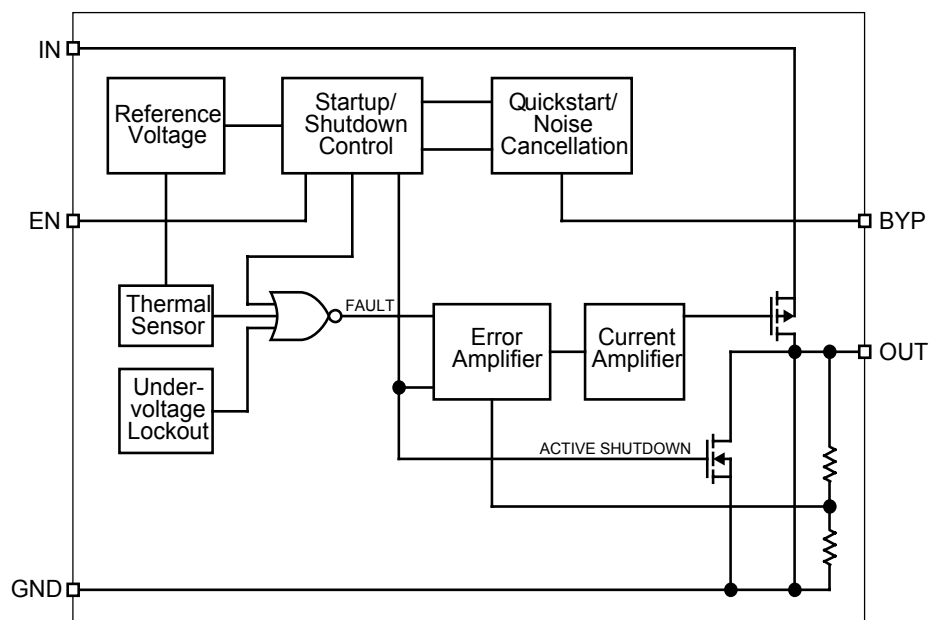 IN
Reference
Voltage
Startup/
Shutdown
Control
Quickstart/
Noise
Cancellation
EN
BYP
Thermal
Sensor
FAULT
Error
Amplifier
Current
Amplifier
OUT
Under-
voltage
Lockout
ACTIVE SHUTDOWN
GND